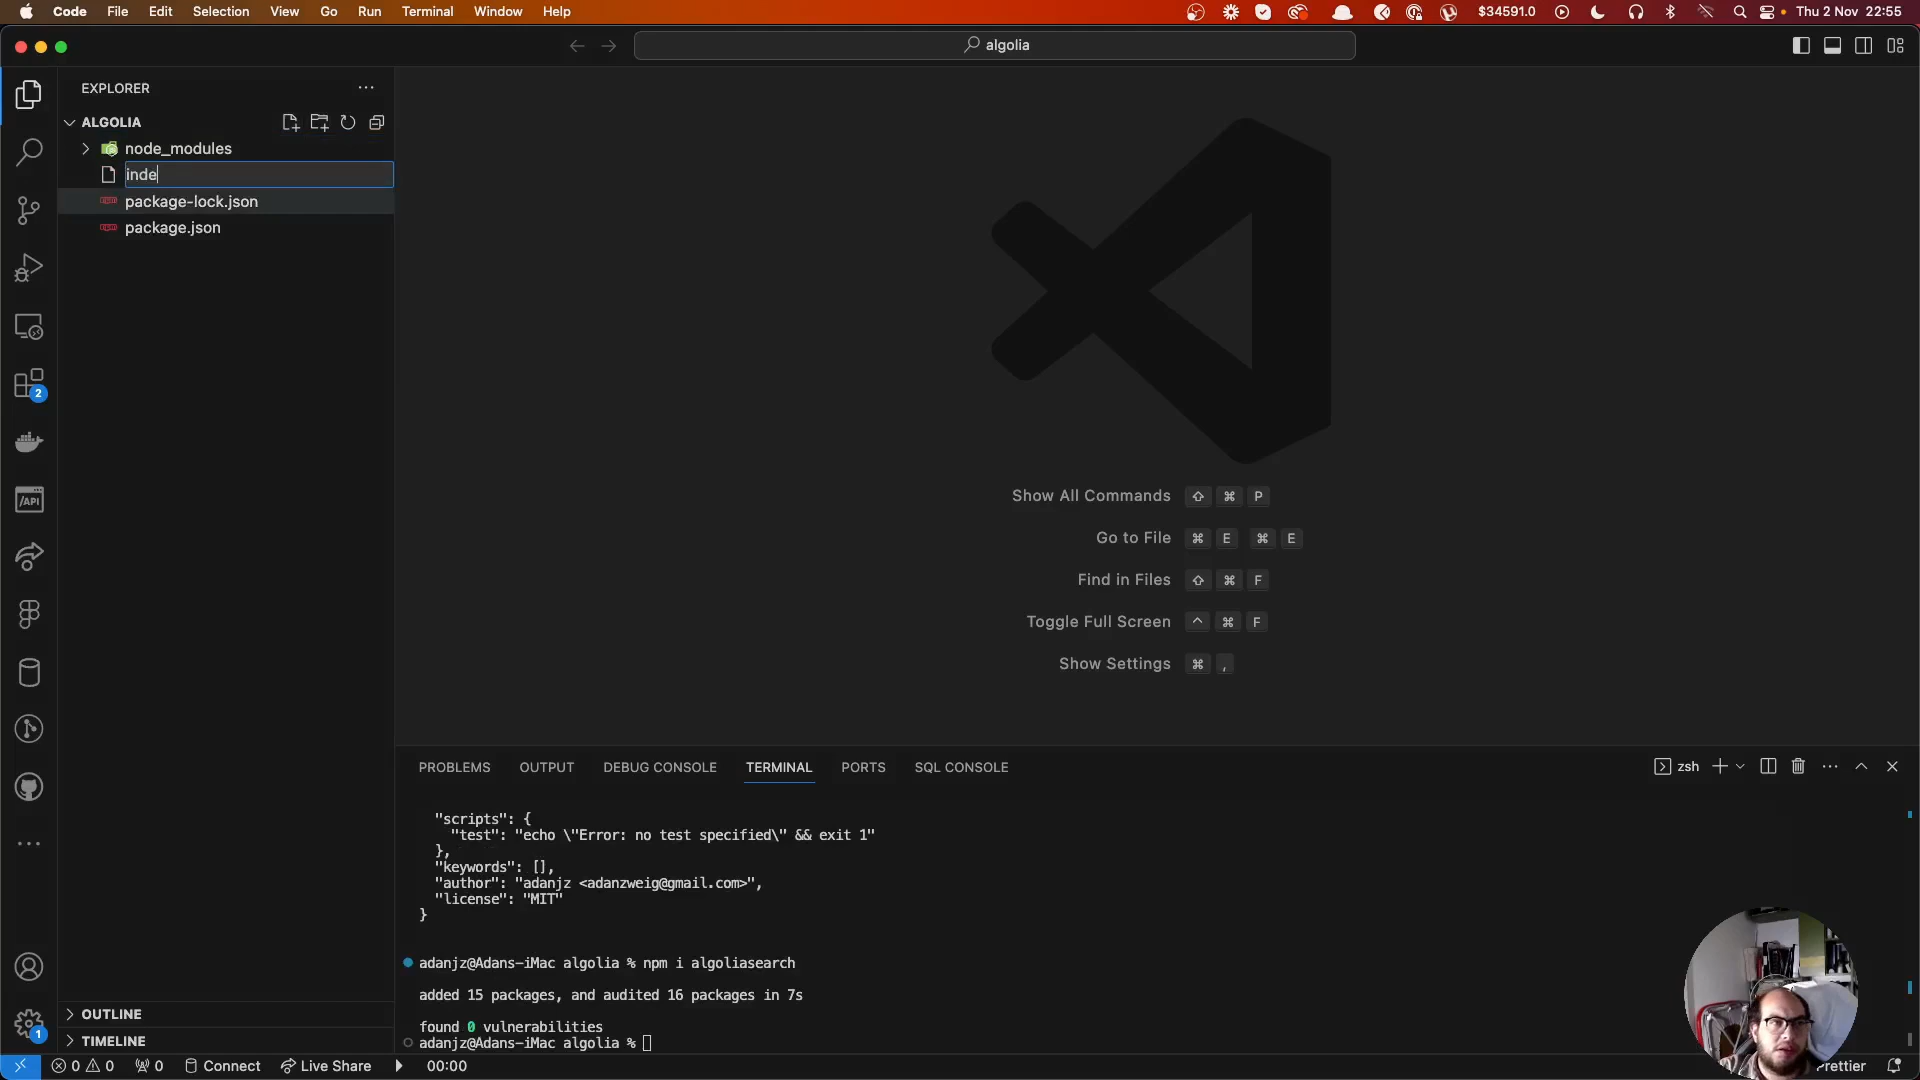 Code File Edit Selection View Go Run Terminal Window Help $34591.0 Thu 2 Nov 22:55
algolia
EXPLORER
ALGOLIA
node_modules
inde
package-lock.json
package.json
2
/API
Show All Commands ⇧ ⌘ P
Go to File ⌘ E ⌘ E
Find in Files ⇧ ⌘ F
Toggle Full Screen ^ ⌘ F
Show Settings ⌘ ,
PROBLEMS OUTPUT DEBUG CONSOLE TERMINAL PORTS SQL CONSOLE zsh
"scripts": {
"test": "echo \"Error: no test specified\" && exit 1"
},
"keywords": [],
"author": "adanjz <adanzweig@gmail.com>",
"license": "MIT"
}
adanjz@Adans-iMac algolia % npm i algoliasearch
added 15 packages, and audited 16 packages in 7s
found 0 vulnerabilities
adanjz@Adans-iMac algolia %
OUTLINE
1
TIMELINE
0 0 0 Connect Live Share 00:00 rettier